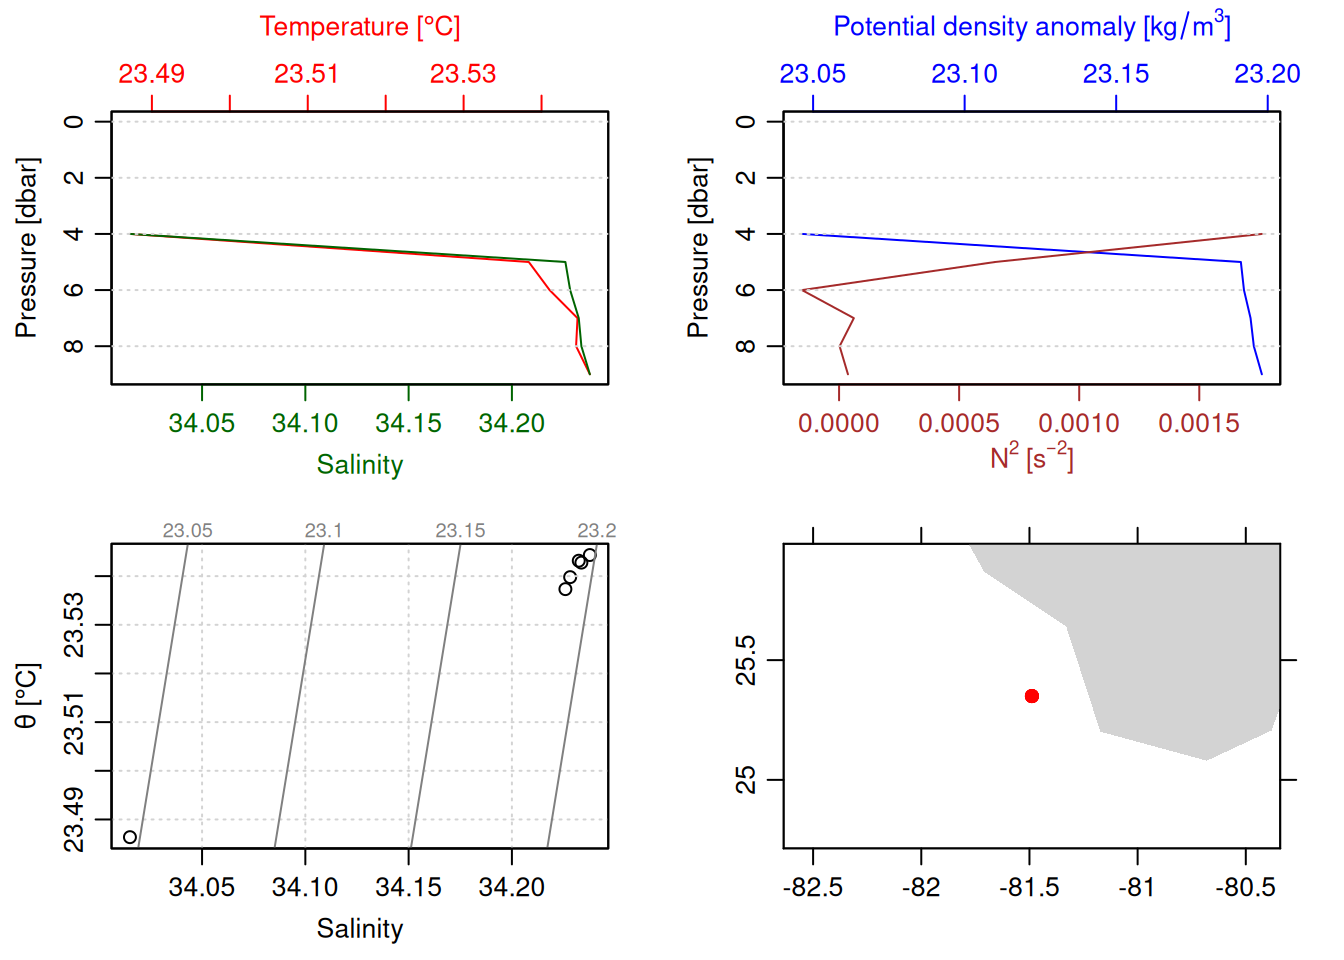 Temperature [°C]
23.49 23.51 23.53
Pressure [dbar]
0
2
4
6
8
34.05 34.10 34.15 34.20
Salinity
Potential density anomaly [kg/m³]
23.05 23.10 23.15 23.20
Pressure [dbar]
0
2
4
6
8
0.0000 0.0005 0.0010 0.0015
N² [s⁻²]
23.05 23.1 23.15 23.2
θ [°C]
23.53
23.51
23.49
34.05 34.10 34.15 34.20
Salinity
25.5
25
-82.5 -82 -81.5 -81 -80.5